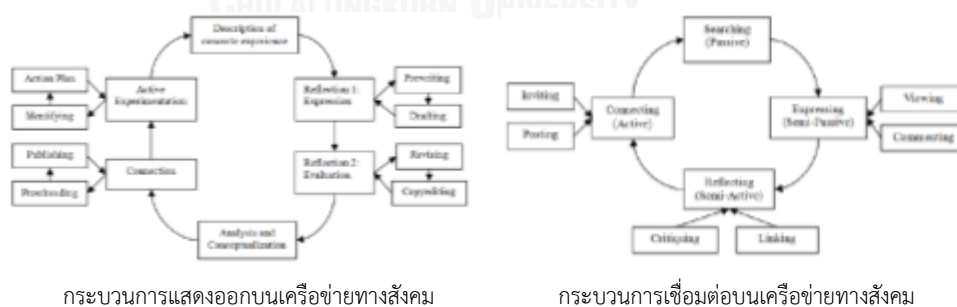 CHULALONGKORN UNIVERSITY
Description of
concrete experience
Action Plan
Identifying
Active
Experimentation
Reflection 1:
Expression
Prewriting
Drafting
Publishing
Proofreading
Connection
Reflection 2:
Evaluation
Revising
Copyediting
Analysis and
Conceptualization
กระบวนการแสดงออกบนเครือข่ายทางสังคม
Searching
(Passive)
Inviting
Posting
Connecting
(Active)
Expressing
(Semi-Passive)
Viewing
Commenting
Reflecting
(Semi-Active)
Critiquing
Linking
กระบวนการเชื่อมต่อบนเครือข่ายทางสังคม